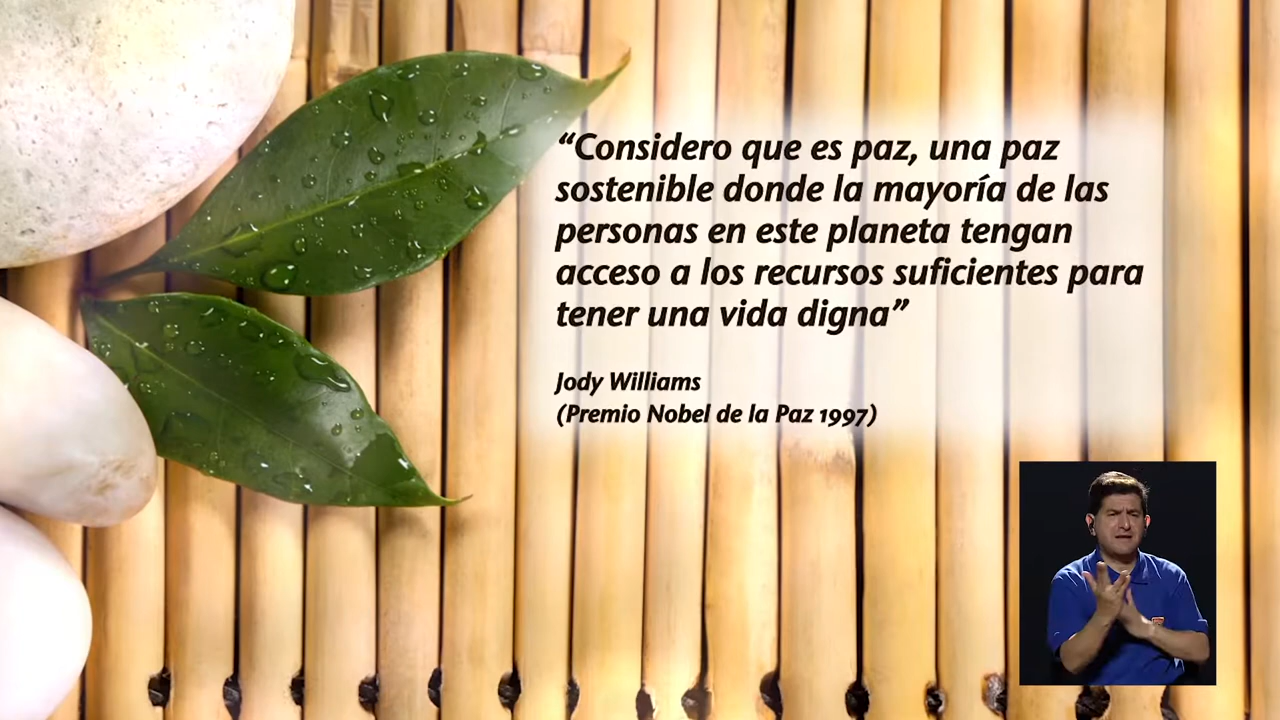 “Considero que es paz, una paz
sostenible donde la mayoría de las
personas en este planeta tengan
acceso a los recursos suficientes para
tener una vida digna”
Jody Williams
(Premio Nobel de la Paz 1997)